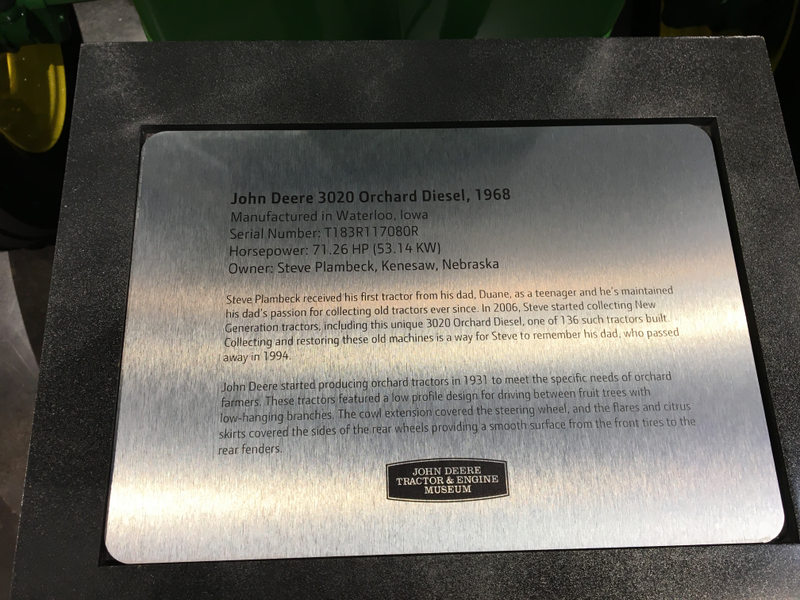 John Deere 3020 Orchard Diesel, 1968
Manufactured in Waterloo, Iowa
Serial Number: T183R117080R
Horsepower: 71.26 HP (53.14 KW)
Owner: Steve Plambeck, Kenesaw, Nebraska
Steve Plambeck received his first tractor from his dad, Duane, as a teenager and he's maintained
his dad's passion for collecting old tractors ever since. In 2006, Steve started collecting New
Generation tractors, including this unique 3020 Orchard Diesel, one of 136 such tractors built.
Collecting and restoring these old machines is a way for Steve to remember his dad, who passed
away in 1994.
John Deere started producing orchard tractors in 1931 to meet the specific needs of orchard
farmers. These tractors featured a low profile design for driving between fruit trees with
low-hanging branches. The cowl extension covered the steering wheel, and the flares and citrus
skirts covered the sides of the rear wheels providing a smooth surface from the front tires to the
rear fenders.
JOHN DEERE
TRACTOR & ENGINE
MUSEUM